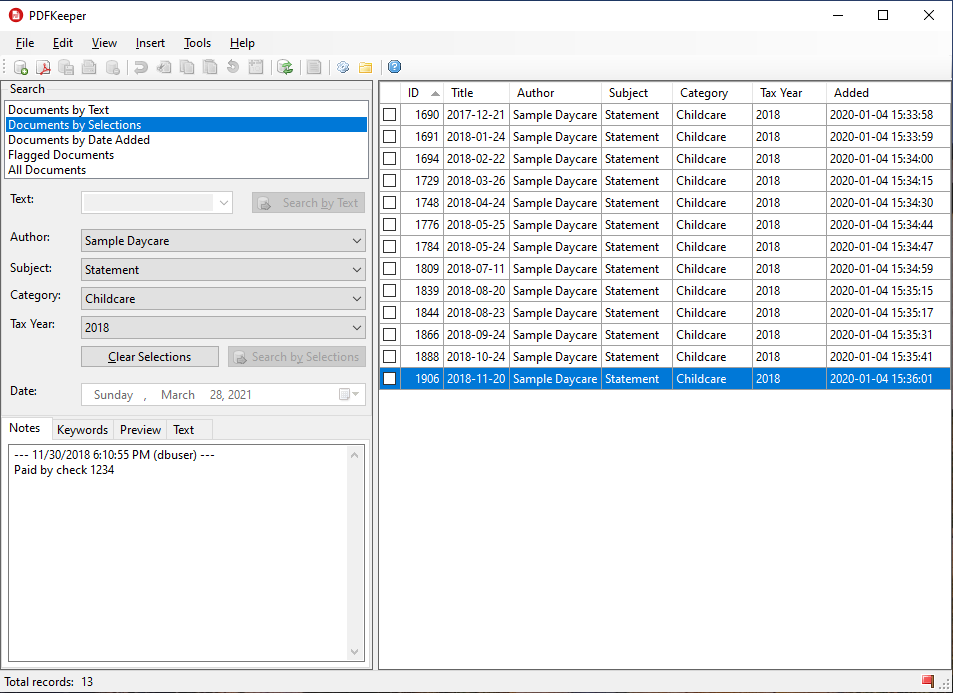 PDFKeeper
File Edit View Insert Tools Help
Search
Documents by Text
Documents by Selections
Documents by Date Added
Flagged Documents
All Documents
Text: Search by Text
Author: Sample Daycare
Subject: Statement
Category: Childcare
Tax Year: 2018
Clear Selections Search by Selections
Date: Sunday , March 28, 2021
Notes Keywords Preview Text
--- 11/30/2018 6:10:55 PM (dbuser) ---
Paid by check 1234
ID Title Author Subject Category Tax Year Added
1690 2017-12-21 Sample Daycare Statement Childcare 2018 2020-01-04 15:33:58
1691 2018-01-24 Sample Daycare Statement Childcare 2018 2020-01-04 15:33:59
1694 2018-02-22 Sample Daycare Statement Childcare 2018 2020-01-04 15:34:00
1729 2018-03-26 Sample Daycare Statement Childcare 2018 2020-01-04 15:34:15
1748 2018-04-24 Sample Daycare Statement Childcare 2018 2020-01-04 15:34:30
1776 2018-05-25 Sample Daycare Statement Childcare 2018 2020-01-04 15:34:44
1784 2018-05-24 Sample Daycare Statement Childcare 2018 2020-01-04 15:34:47
1809 2018-07-11 Sample Daycare Statement Childcare 2018 2020-01-04 15:34:59
1839 2018-08-20 Sample Daycare Statement Childcare 2018 2020-01-04 15:35:15
1844 2018-08-23 Sample Daycare Statement Childcare 2018 2020-01-04 15:35:17
1866 2018-09-24 Sample Daycare Statement Childcare 2018 2020-01-04 15:35:31
1888 2018-10-24 Sample Daycare Statement Childcare 2018 2020-01-04 15:35:41
1906 2018-11-20 Sample Daycare Statement Childcare 2018 2020-01-04 15:36:01
Total records: 13